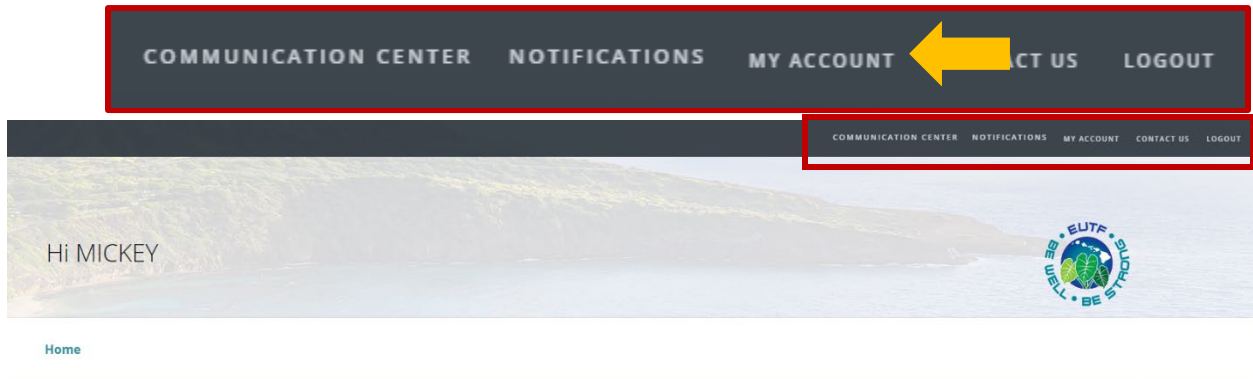 COMMUNICATION CENTER NOTIFICATIONS MY ACCOUNT ACT US LOGOUT
COMMUNICATION CENTER NOTIFICATIONS MY ACCOUNT CONTACT US LOGOUT
Hi MICKEY
EUTF • BE STRONG • BE WELL •
Home